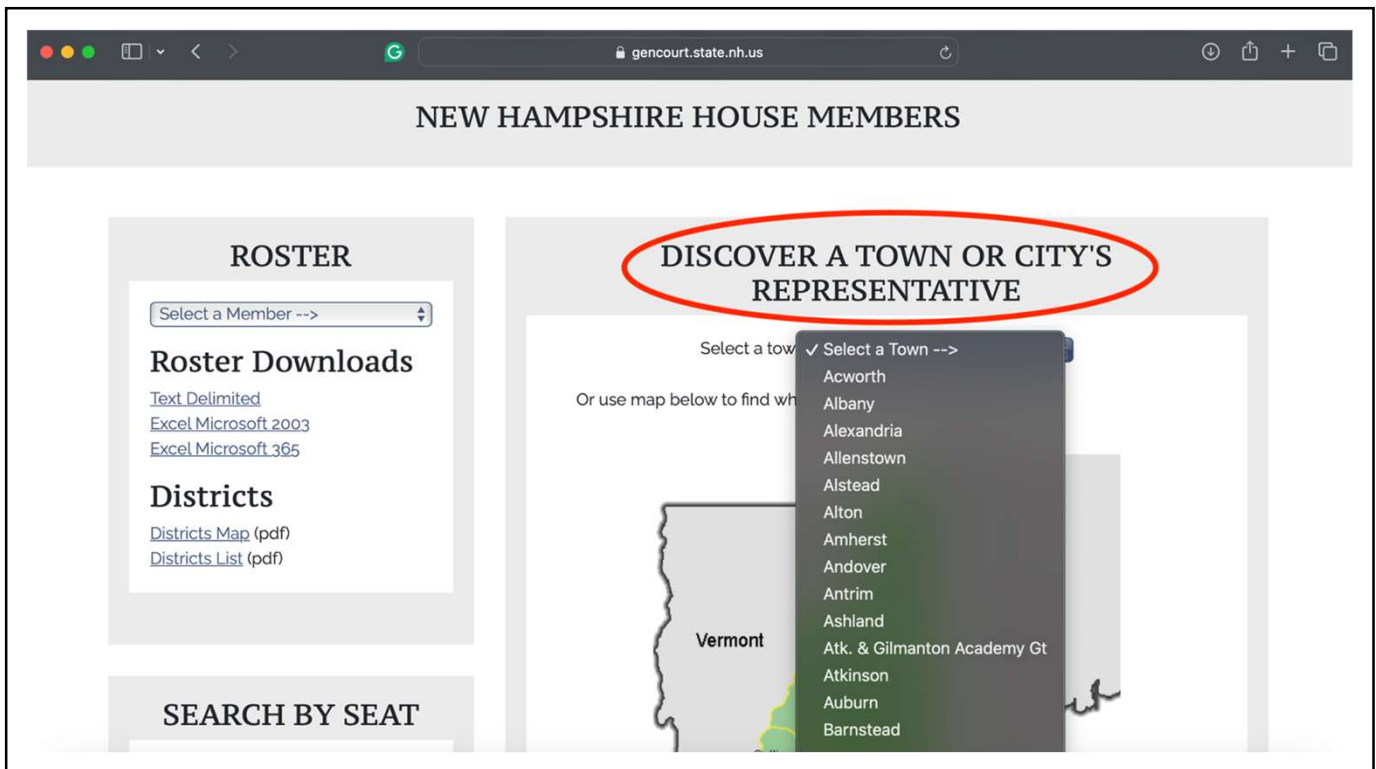 gencourt.state.nh.us
NEW HAMPSHIRE HOUSE MEMBERS
ROSTER
Select a Member -->
Roster Downloads
Text Delimited
Excel Microsoft 2003
Excel Microsoft 365
Districts
Districts Map (pdf)
Districts List (pdf)
SEARCH BY SEAT
DISCOVER A TOWN OR CITY'S
REPRESENTATIVE
Select a
✓ Select a Town -->
Or use map below to find
Acworth
Albany
Alexandria
Allenstown
Alstead
Alton
Amherst
Andover
Antrim
Ashland
Atk. & Gilmanton Academy Gt
Atkinson
Auburn
Barnstead
Vermont